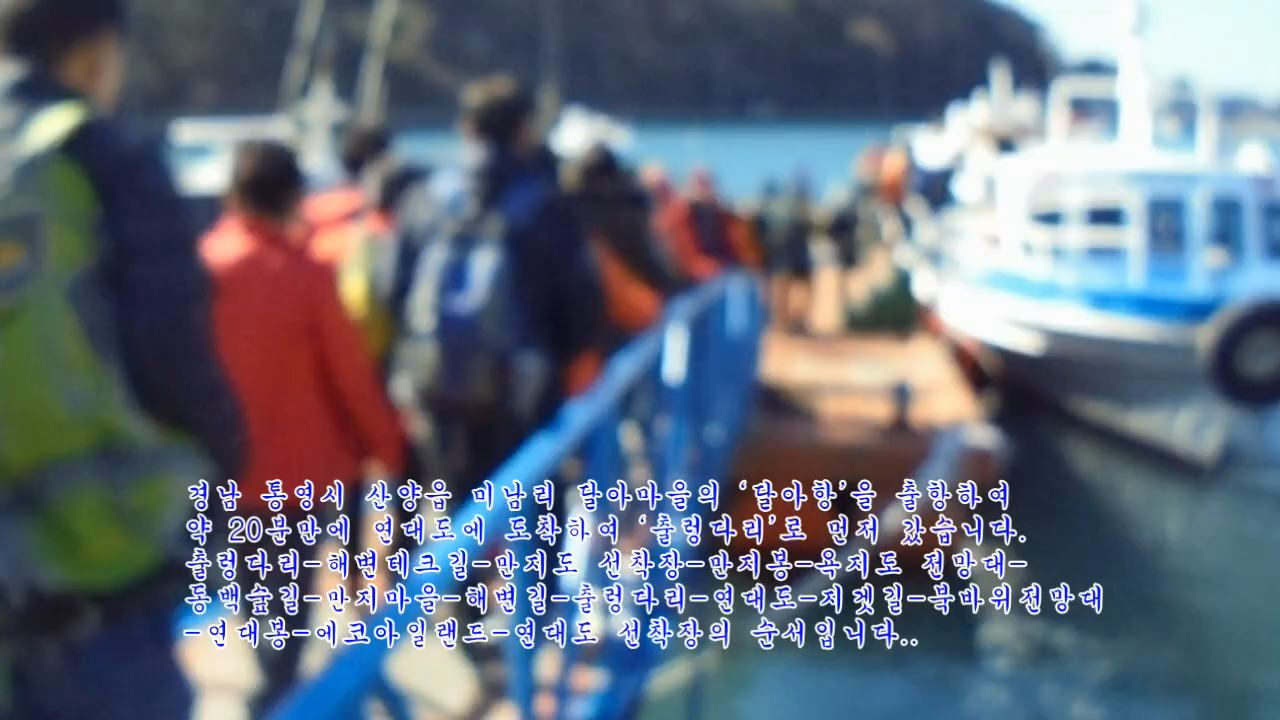 경남 통영시 산양읍 미남리 달아마을의 ‘달아항’을 출항하여
약 20분만에 연대도에 도착하여 ‘출렁다리’로 먼저 갔습니다.
출렁다리-해변테크길-만지도 선착장-만지봉-욕지도 전망대-
동백숲길-만지마을-해변길-출렁다리-연대도-지겟길-북바위전망대
-연대봉-에코아일랜드-연대도 선착장의 순서입니다..